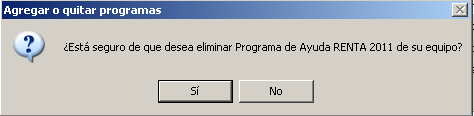 Agregar o quitar programas
¿Está seguro de que desea eliminar Programa de Ayuda RENTA 2011 de su equipo?
Sí
No